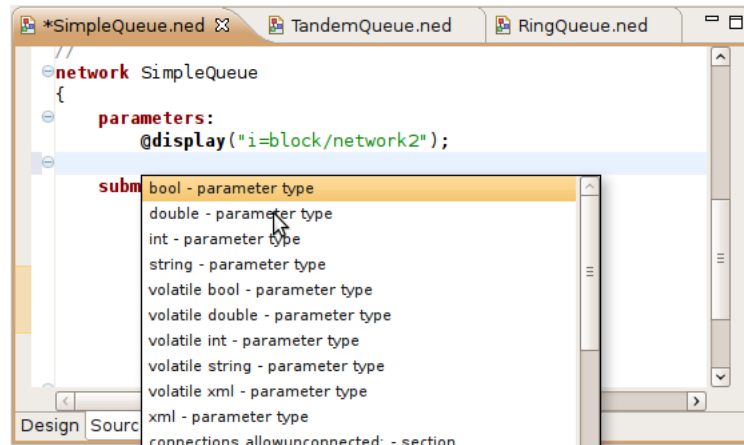 *SimpleQueue.ned TandemQueue.ned RingQueue.ned
//
network SimpleQueue
{
parameters:
@display("i=block/network2");
subm
bool - parameter type
double - parameter type
int - parameter type
string - parameter type
volatile bool - parameter type
volatile double - parameter type
volatile int - parameter type
volatile string - parameter type
volatile xml - parameter type
xml - parameter type
connections allowunconnected: - section
Design Sourc